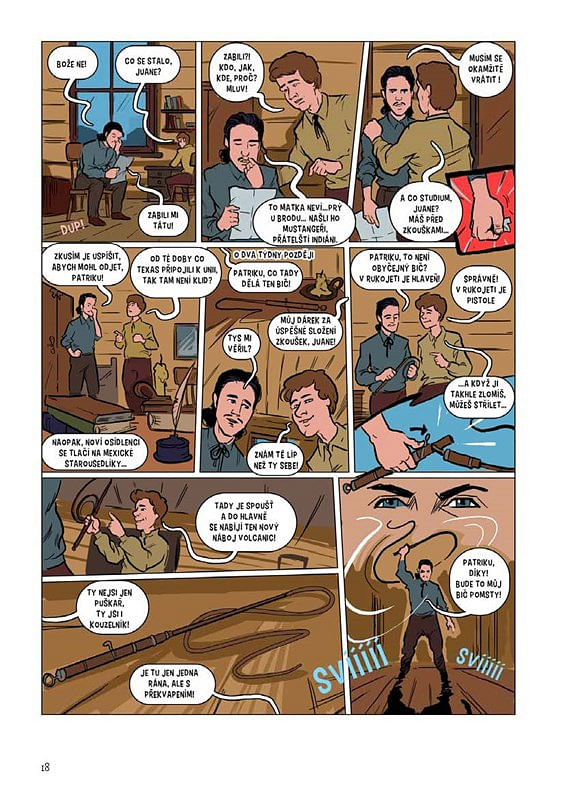 BOŽE NE!
CO SE STALO,
JUANE?
ZABILI MI
TÁTU!
DUP!
ZABILI?!
KDO, JAK,
KDE, PROČ?
MLUV!
TO MATKA NEVÍ...PRÝ
U BRODU... NAŠLI HO
MUSTANGEŘI,
PŘÁTELŠTÍ INDIÁNI.
MUSÍM SE
OKAMŽITĚ
VRÁTIT !
A CO STUDIUM,
JUANE?
MÁŠ PŘED
ZKOUŠKAMI...
ZKUSÍM JE USPÍŠIT,
ABYCH MOHL ODJET,
PATRIKU!
OD TÉ DOBY CO
TEXAS PŘIPOJILI K UNII,
TAK TAM NENÍ KLID?
NAOPAK, NOVÍ OSÍDLENCI
SE TLAČÍ NA MEXICKÉ
STAROUSEDLÍKY...
O DVA TÝDNY POZDĚJI
PATRIKU, CO TADY
DĚLÁ TEN BIČ!
MŮJ DÁREK ZA
ÚSPĚŠNÉ SLOŽENÍ
ZKOUŠEK, JUANE!
TYS MI
VĚŘIL?
ZNÁM TĚ LÍP
NEŽ TY SEBE!
PATRIKU, TO NENÍ
OBYČEJNÝ BIČ?
V RUKOJETI JE HLAVEŇ!
SPRÁVNĚ!
V RUKOJETI JE
PISTOLE
...A KDYŽ JI
TAKHLE ZLOMÍŠ,
MŮŽEŠ STŘÍLET...
TADY JE SPOUŠŤ
A DO HLAVNĚ
SE NABÍJÍ TEN NOVÝ
NÁBOJ VOLCANIC!
TY NEJSI JEN
PUŠKAŘ,
TY JSI I
KOUZELNÍK!
JE TU JEN JEDNA
RÁNA, ALE S
PŘEKVAPENÍM!
PATRIKU,
DÍKY!
BUDE TO MŮJ
BIČ POMSTY!
SVÍÍÍÍÍ
SVÍÍÍÍÍ
18